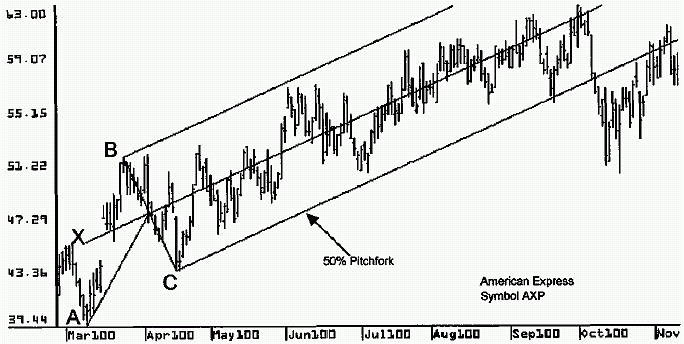 63.00
59.07
55.15
51.22
47.29
43.36
39.44
B
X
A
C
50% Pitchfork
American Express
Symbol AXP
Mar100 Apr100 May100 Jun100 Jul100 Aug100 Sep100 Oct100 Nov